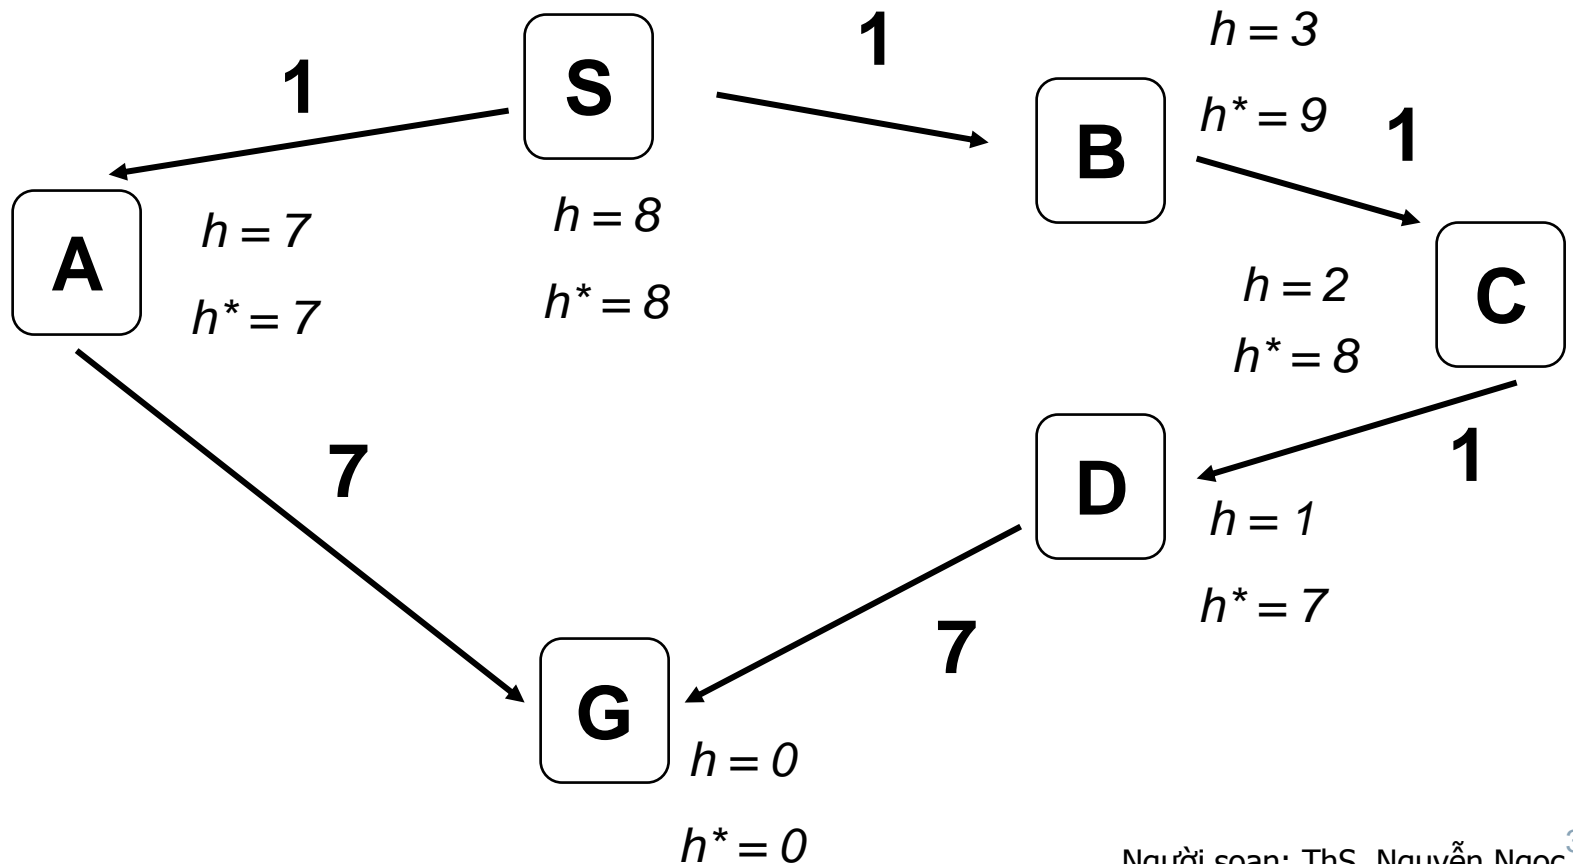 1
S
1
h = 3
B
h* = 9
1
A
h = 7
h* = 7
h = 8
h* = 8
h = 2
h* = 8
C
7
D
1
h = 1
h* = 7
7
G
h = 0
h* = 0
Người soạn: ThS. Nguyễn Ngọc